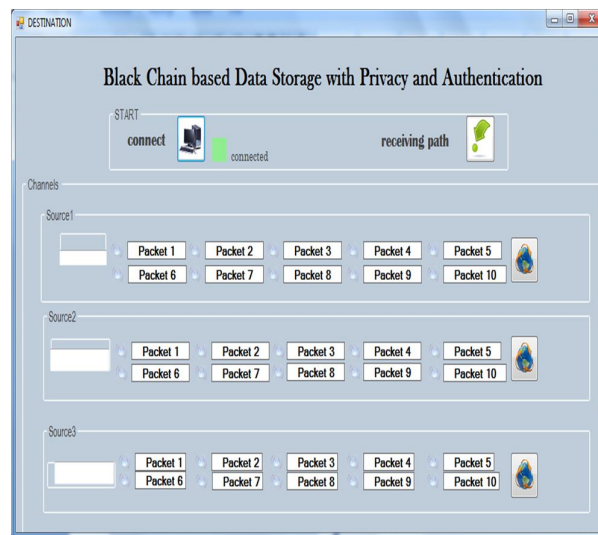 DESTINATION
Black Chain based Data Storage with Privacy and Authentication
START
connect
connected
receiving path
Channels
Source1
Packet 1 Packet 2 Packet 3 Packet 4 Packet 5
Packet 6 Packet 7 Packet 8 Packet 9 Packet 10
Source2
Packet 1 Packet 2 Packet 3 Packet 4 Packet 5
Packet 6 Packet 7 Packet 8 Packet 9 Packet 10
Source3
Packet 1 Packet 2 Packet 3 Packet 4 Packet 5
Packet 6 Packet 7 Packet 8 Packet 9 Packet 10